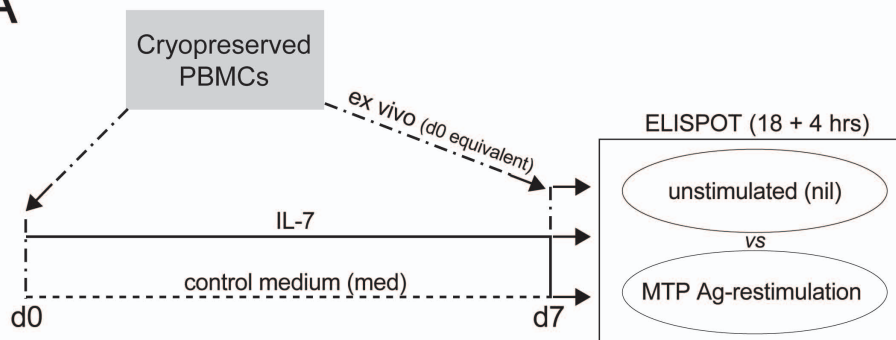 A
Cryopreserved
PBMCs
ex vivo (d0 equivalent)
ELISPOT (18 + 4 hrs)
unstimulated (nil)
IL-7
vs
control medium (med)
MTP Ag-restimulation
d0
d7